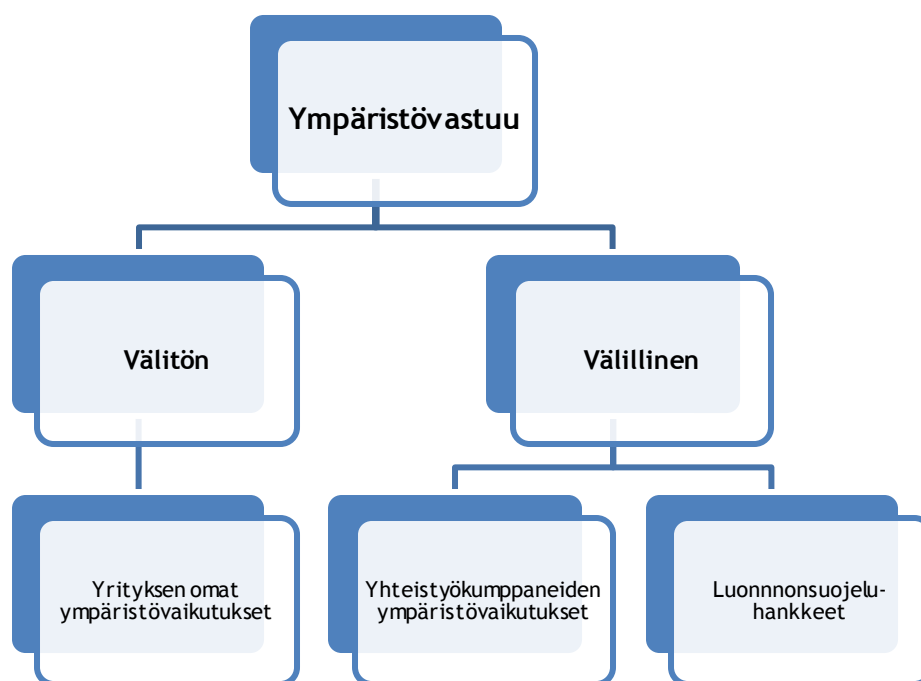 Ympäristövastuu
Välitön
Välillinen
Yrityksen omat
ympäristövaikutukset
Yhteistyökumppaneiden
ympäristövaikutukset
Luonnnonsuojelu-
hankkeet